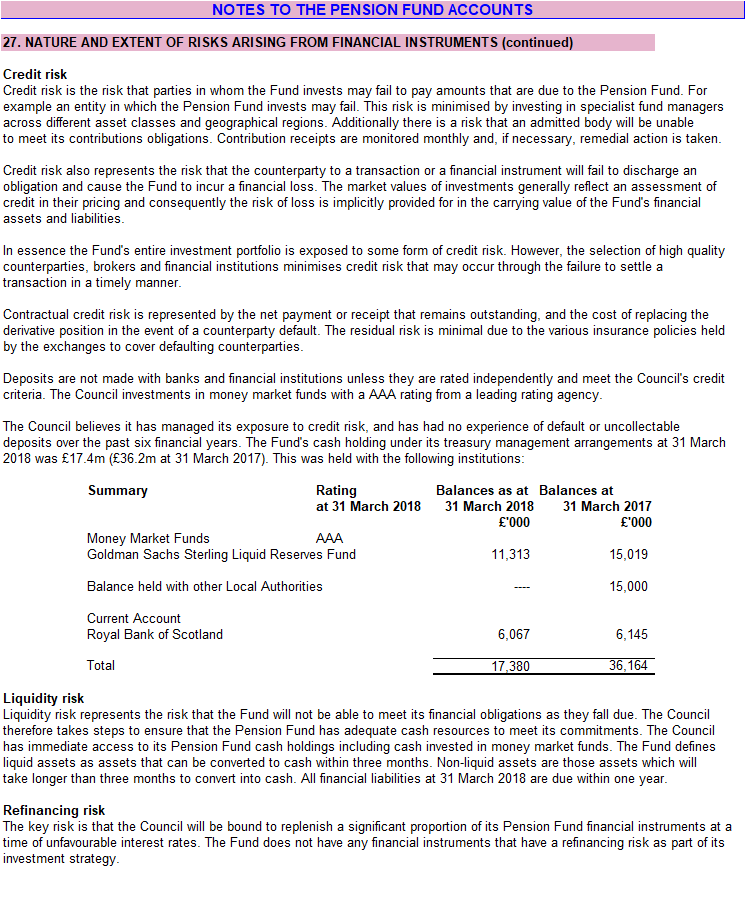 NOTES TO THE PENSION FUND ACCOUNTS
27. NATURE AND EXTENT OF RISKS ARISING FROM FINANCIAL INSTRUMENTS (continued)
Credit risk
Credit risk is the risk that parties in whom the Fund invests may fail to pay amounts that are due to the Pension Fund. For
example an entity in which the Pension Fund invests may fail. This risk is minimised by investing in specialist fund managers
across different asset classes and geographical regions. Additionally there is a risk that an admitted body will be unable
to meet its contributions obligations. Contribution receipts are monitored monthly and, if necessary, remedial action is taken.
Credit risk also represents the risk that the counterparty to a transaction or a financial instrument will fail to discharge an
obligation and cause the Fund to incur a financial loss. The market values of investments generally reflect an assessment of
credit in their pricing and consequently the risk of loss is implicitly provided for in the carrying value of the Fund's financial
assets and liabilities.
In essence the Fund's entire investment portfolio is exposed to some form of credit risk. However, the selection of high quality
counterparties, brokers and financial institutions minimises credit risk that may occur through the failure to settle a
transaction in a timely manner.
Contractual credit risk is represented by the net payment or receipt that remains outstanding, and the cost of replacing the
derivative position in the event of a counterparty default. The residual risk is minimal due to the various insurance policies held
by the exchanges to cover defaulting counterparties.
Deposits are not made with banks and financial institutions unless they are rated independently and meet the Council's credit
criteria. The Council investments in money market funds with a AAA rating from a leading rating agency.
The Council believes it has managed its exposure to credit risk, and has had no experience of default or uncollectable
deposits over the past six financial years. The Fund's cash holding under its treasury management arrangements at 31 March
2018 was £17.4m (£36.2m at 31 March 2017). This was held with the following institutions:
Summary Rating Balances as at Balances at
at 31 March 2018 31 March 2018 31 March 2017
£'000 £'000
Money Market Funds AAA
Goldman Sachs Sterling Liquid Reserves Fund 11,313 15,019
Balance held with other Local Authorities ---- 15,000
Current Account
Royal Bank of Scotland 6,067 6,145
Total 17,380 36,164
Liquidity risk
Liquidity risk represents the risk that the Fund will not be able to meet its financial obligations as they fall due. The Council
therefore takes steps to ensure that the Pension Fund has adequate cash resources to meet its commitments. The Council
has immediate access to its Pension Fund cash holdings including cash invested in money market funds. The Fund defines
liquid assets as assets that can be converted to cash within three months. Non-liquid assets are those assets which will
take longer than three months to convert into cash. All financial liabilities at 31 March 2018 are due within one year.
Refinancing risk
The key risk is that the Council will be bound to replenish a significant proportion of its Pension Fund financial instruments at a
time of unfavourable interest rates. The Fund does not have any financial instruments that have a refinancing risk as part of its
investment strategy.